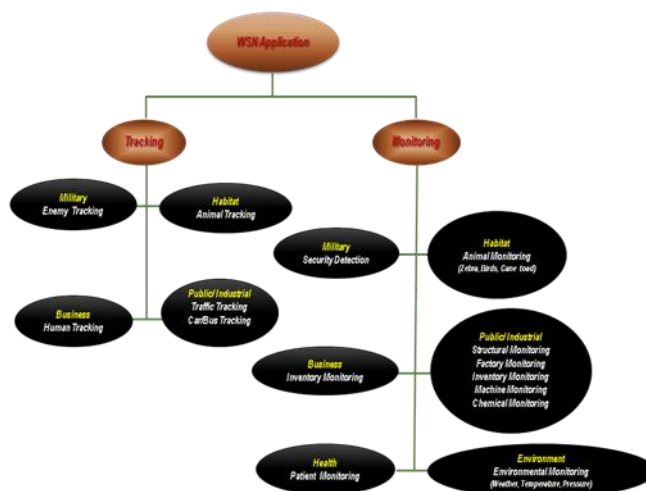 WSN Application
Tracking
Monitoring
Military
Enemy Tracking
Habitat
Animal Tracking
Business
Human Tracking
Public/Industrial
Traffic Tracking
Car/Bus Tracking
Military
Security Detection
Habitat
Animal Monitoring
(Zebra, Birds, Cane toad)
Business
Inventory Monitoring
Public/Industrial
Structural Monitoring
Factory Monitoring
Inventory Monitoring
Machine Monitoring
Chemical Monitoring
Health
Patient Monitoring
Environment
Environmental Monitoring
(Weather, Temperature, Pressure)